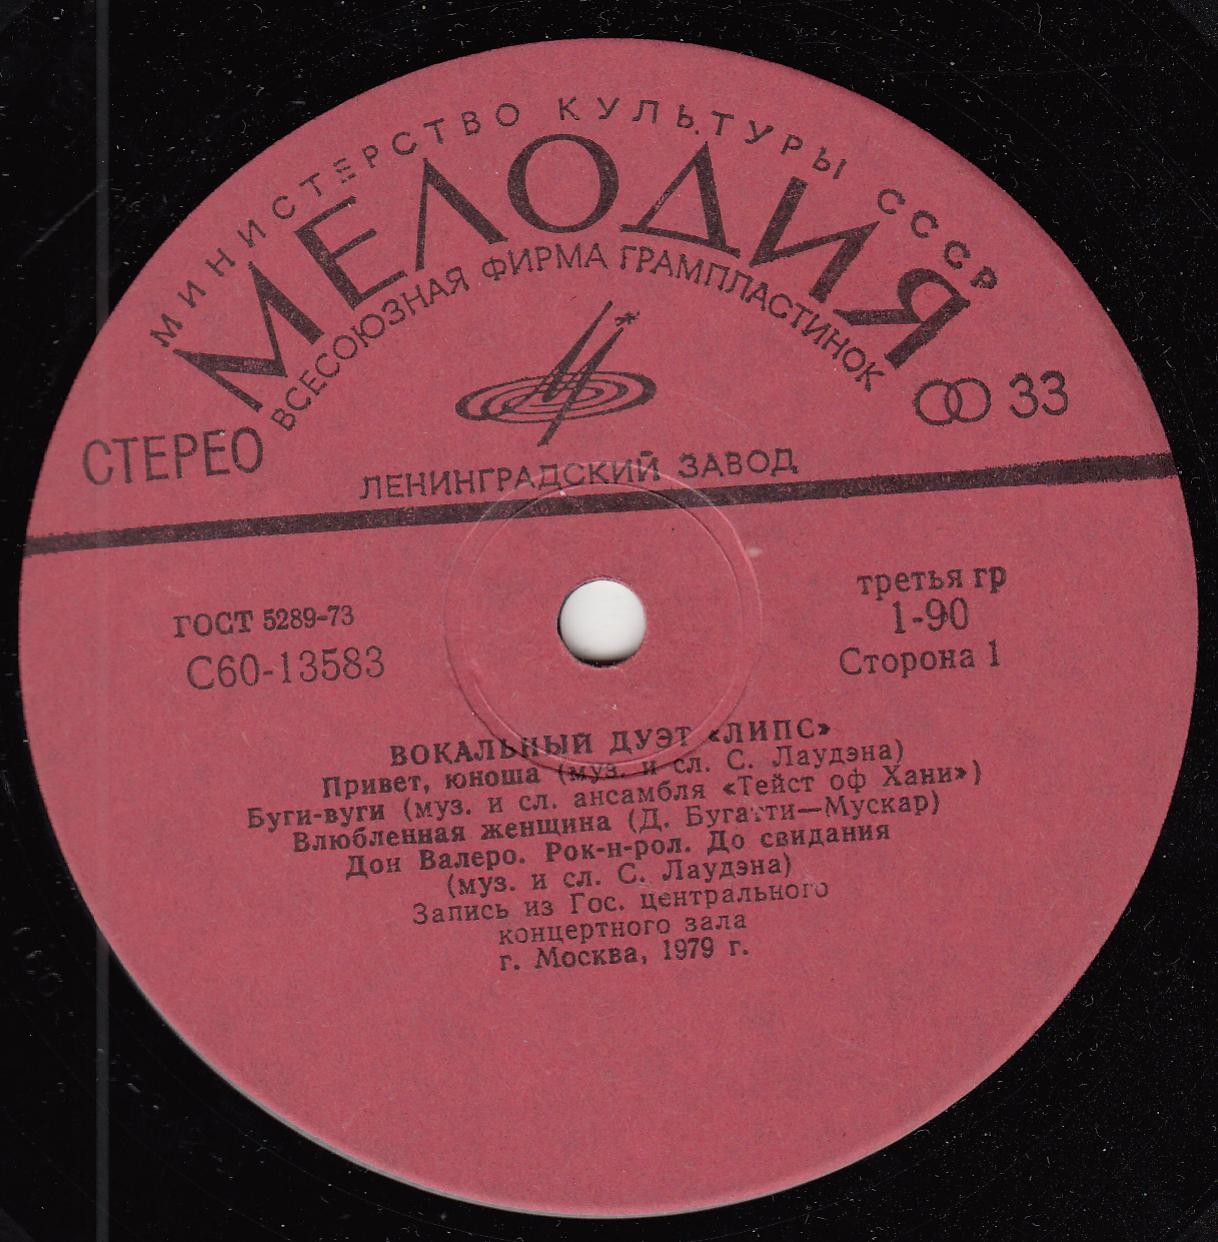 МИНИСТЕРСТВО КУЛЬТУРЫ СССР
МЕЛОДИЯ
ВСЕСОЮЗНАЯ ФИРМА ГРАМПЛАСТИНОК
СТЕРЕО
33
ЛЕНИНГРАДСКИЙ ЗАВОД
ГОСТ 5289-73
С60-13583
третья гр
1-90
Сторона 1
ВОКАЛЬНЫЙ ДУЭТ «ЛИПС»
Привет, юноша (муз. и сл. С. Лаудэна)
Буги-вуги (муз. и сл. ансамбля «Тейст оф Хани»)
Влюбленная женщина (Д. Бугатти—Мускар)
Дон Валеро. Рок-н-рол. До свидания
(муз. и сл. С. Лаудэна)
Запись из Гос. центрального
концертного зала
г. Москва, 1979 г.